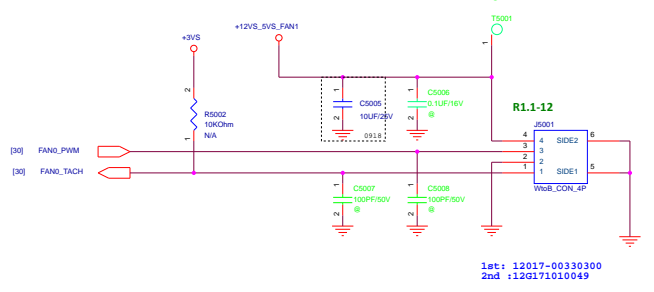 T5001
1
+12VS_5VS_FAN1
+3VS
C5005
10UF/25V
0918
C5006
0.1UF/16V
@
1
2
1
2
R1.1-12
J5001
2
R5002
10KOhm
N/A
1
4
3
2
1
4
3
2
1
SIDE2
SIDE1
6
5
WtoB_CON_4P
[30] FAN0_PWM
[30] FAN0_TACH
1
2
C5007
100PF/50V
@
1
2
C5008
100PF/50V
@
1st: 12017-00330300
2nd :12G171010049